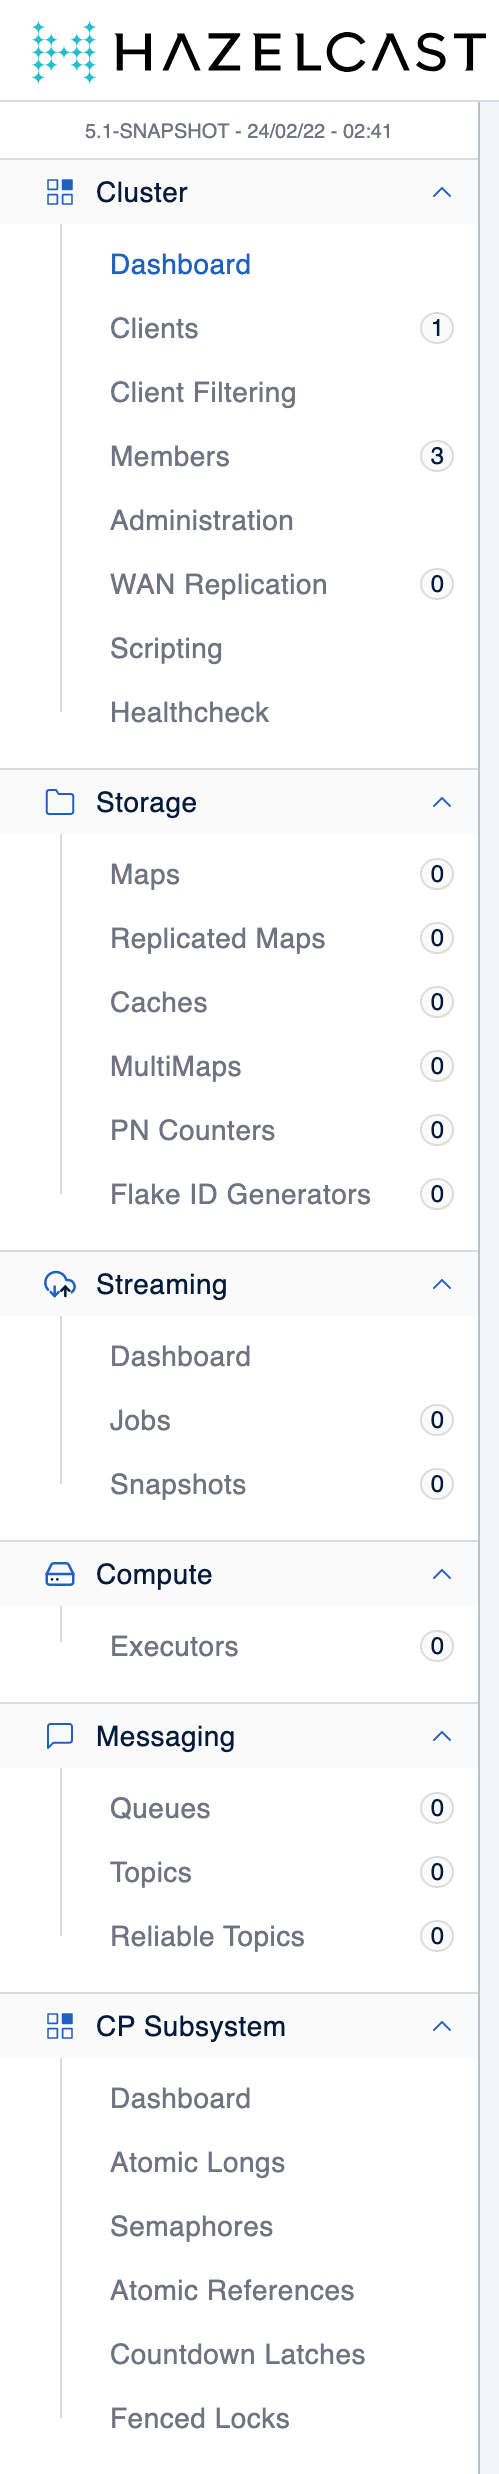 HAZELCAST
5.1-SNAPSHOT - 24/02/22 - 02:41
Cluster
Dashboard
Clients 1
Client Filtering
Members 3
Administration
WAN Replication 0
Scripting
Healthcheck
Storage
Maps 0
Replicated Maps 0
Caches 0
MultiMaps 0
PN Counters 0
Flake ID Generators 0
Streaming
Dashboard
Jobs 0
Snapshots 0
Compute
Executors 0
Messaging
Queues 0
Topics 0
Reliable Topics 0
CP Subsystem
Dashboard
Atomic Longs
Semaphores
Atomic References
Countdown Latches
Fenced Locks